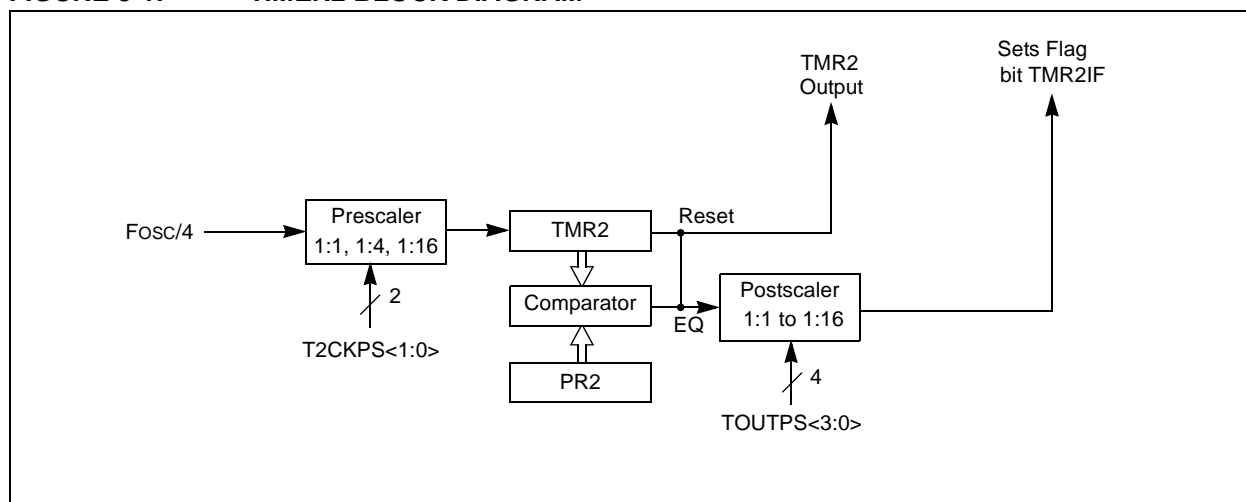 TMR2
Output
Sets Flag
bit TMR2IF
Fosc/4
Prescaler
1:1, 1:4, 1:16
2
T2CKPS<1:0>
TMR2
Reset
Comparator
EQ
PR2
Postscaler
1:1 to 1:16
4
TOUTPS<3:0>